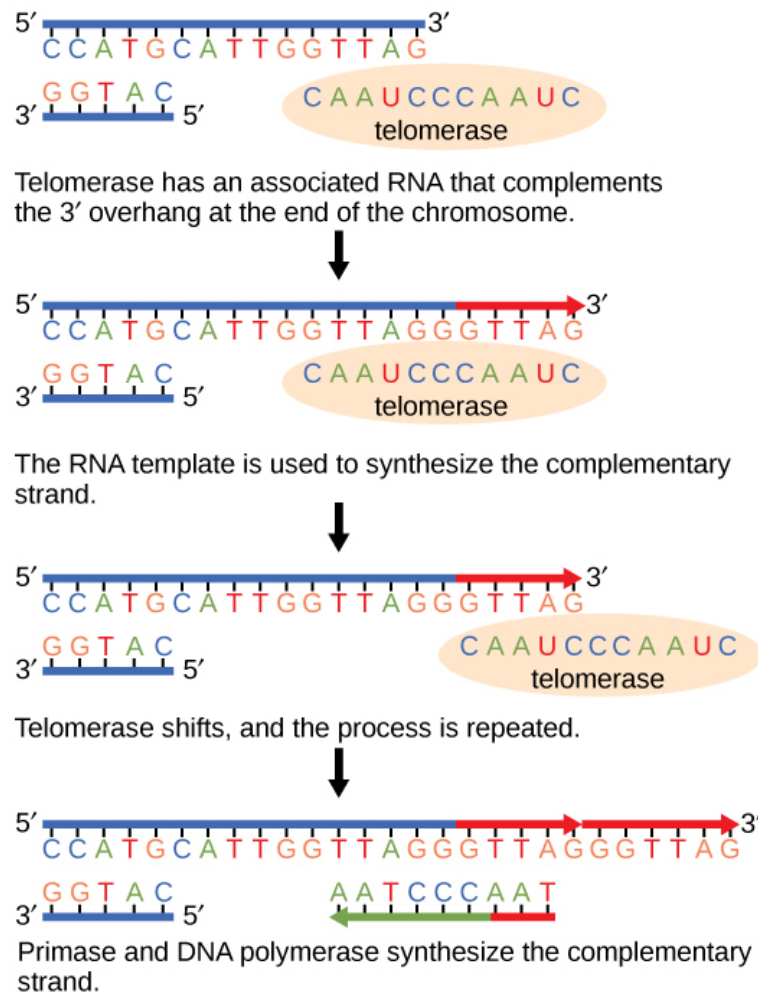 5′ 3′
CCATGCATTGGTTAG
GGTAC CAAUCCCAAUC
3′ 5′ telomerase
Telomerase has an associated RNA that complements
the 3′ overhang at the end of the chromosome.
5′ 3′
CCATGCATTGGTTAGGGTTAG
GGTAC CAAUCCCAAUC
3′ 5′ telomerase
The RNA template is used to synthesize the complementary
strand.
5′ 3′
CCATGCATTGGTTAGGGTTAG
GGTAC CAAUCCCAAUC
3′ 5′ telomerase
Telomerase shifts, and the process is repeated.
5′ 3′
CCATGCATTGGTTAGGGTTAGGGTTAG
GGTAC AATCCCAAT
3′ 5′
Primase and DNA polymerase synthesize the complementary
strand.